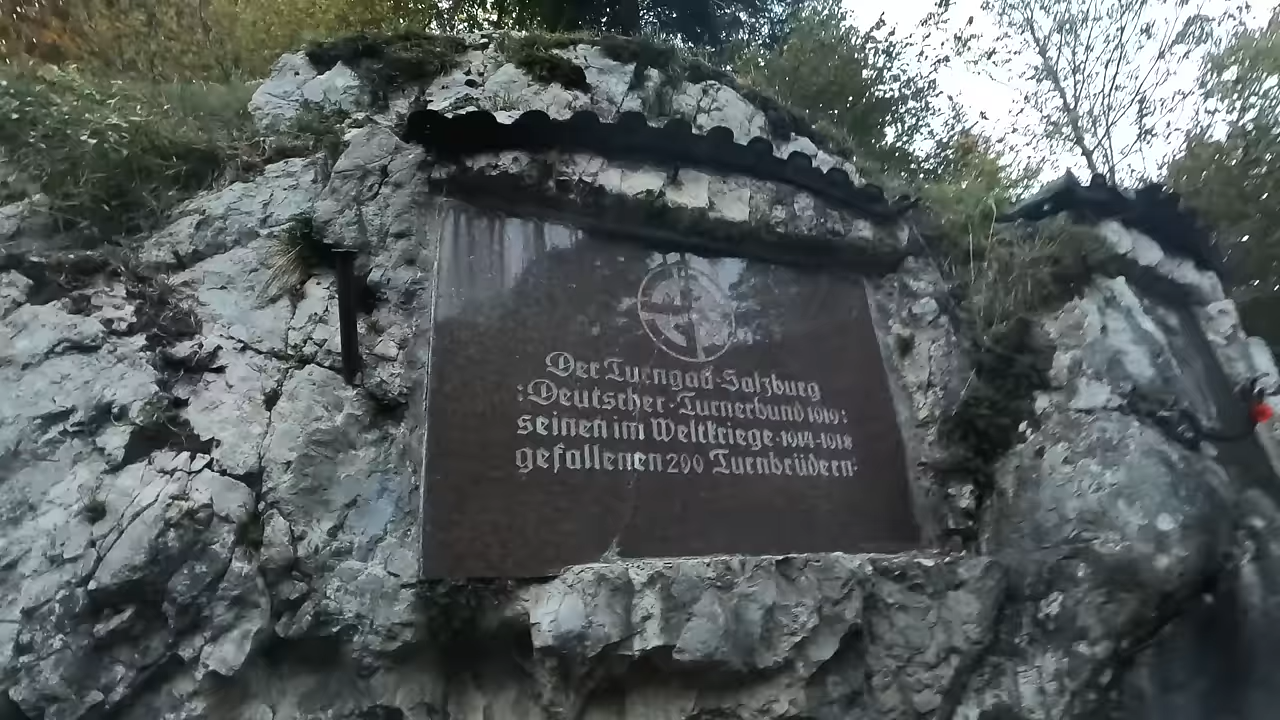 Der Turngau·Salzburg
:Deutscher·Turnerbund 1919:
seinen im Weltkriege·1914-1918
gefallenen 290 Turnbrüdern·